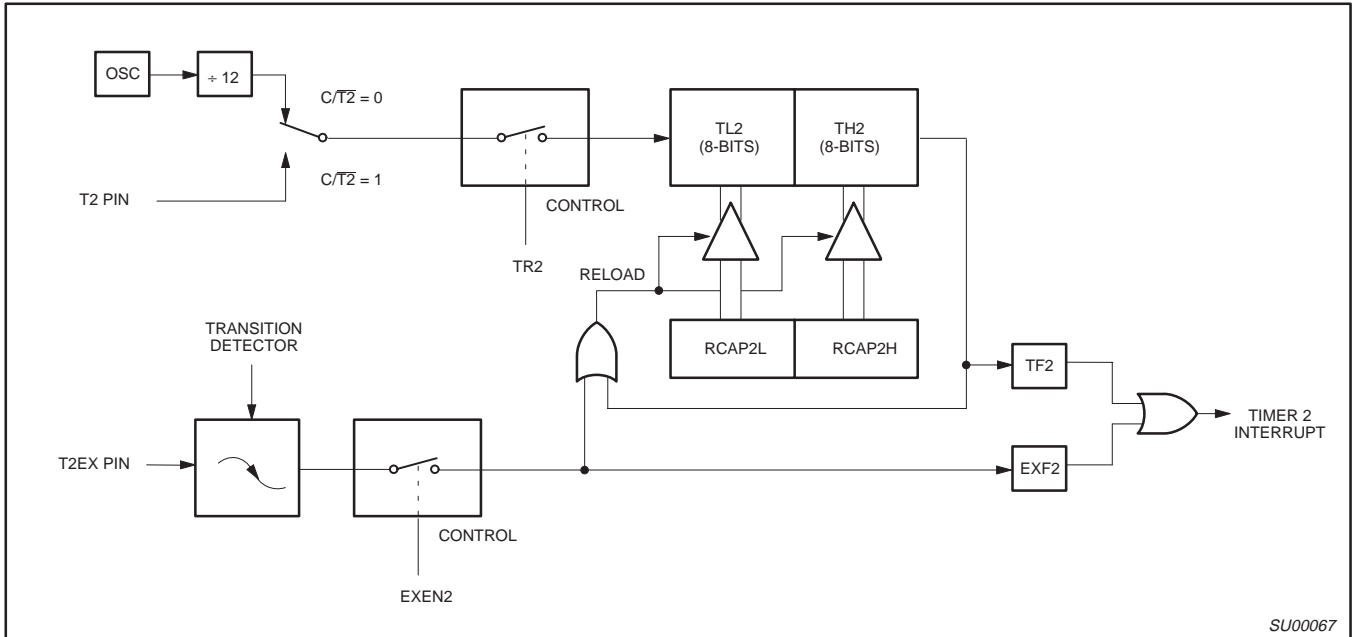 OSC
÷ 12
C/T2̅ = 0
C/T2̅ = 1
T2 PIN
CONTROL
TR2
TL2
(8-BITS)
TH2
(8-BITS)
RELOAD
RCAP2L
RCAP2H
TRANSITION
DETECTOR
T2EX PIN
CONTROL
EXEN2
TF2
EXF2
TIMER 2
INTERRUPT
SU00067